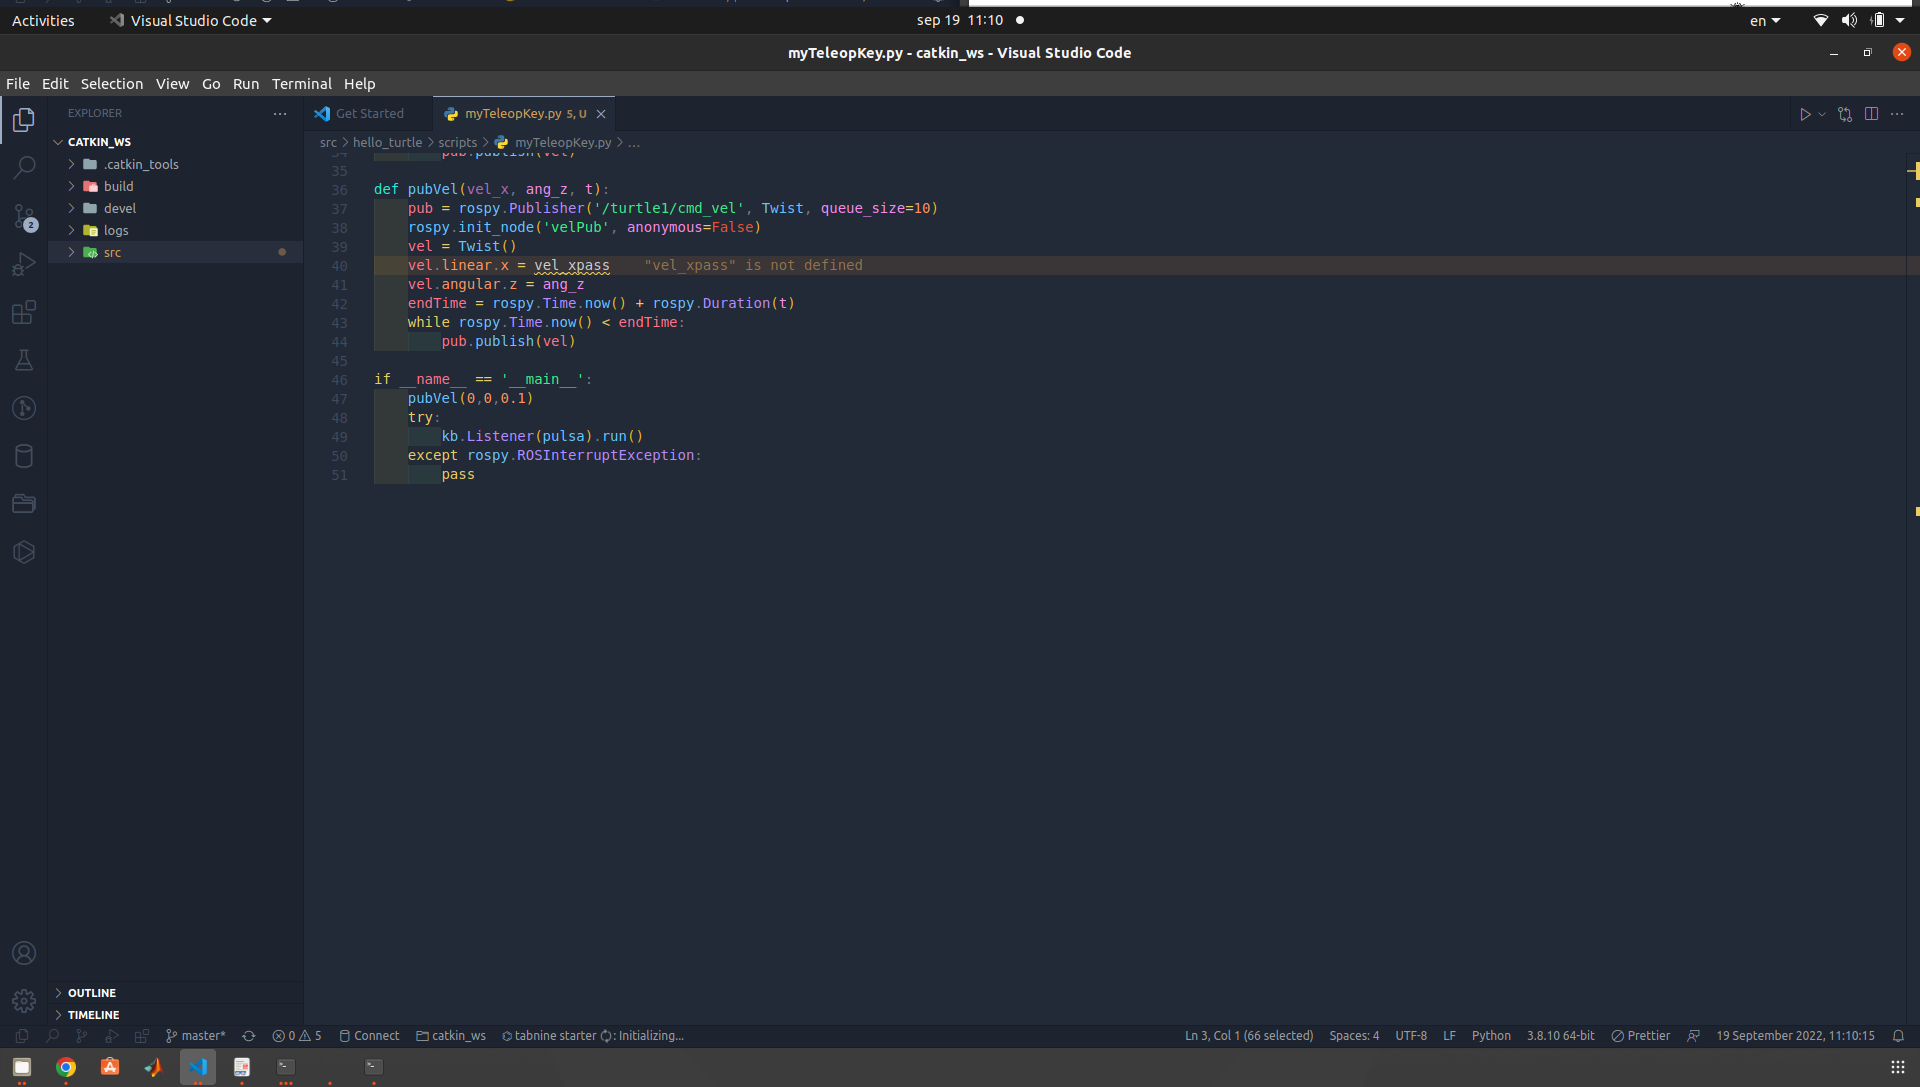 Activities
Visual Studio Code
sep 19 11:10
en
myTeleopKey.py - catkin_ws - Visual Studio Code
File Edit Selection View Go Run Terminal Help
EXPLORER
Get Started
myTeleopKey.py 5, U
src > hello_turtle > scripts > myTeleopKey.py > ...
CATKIN_WS
.catkin_tools
build
devel
logs
src
2
34 pub.publish(vel)
35
36 def pubVel(vel_x, ang_z, t):
37 pub = rospy.Publisher('/turtle1/cmd_vel', Twist, queue_size=10)
38 rospy.init_node('velPub', anonymous=False)
39 vel = Twist()
40 vel.linear.x = vel_xpass "vel_xpass" is not defined
41 vel.angular.z = ang_z
42 endTime = rospy.Time.now() + rospy.Duration(t)
43 while rospy.Time.now() < endTime:
44 pub.publish(vel)
45
46 if __name__ == '__main__':
47 pubVel(0,0,0.1)
48 try:
49 kb.Listener(pulsa).run()
50 except rospy.ROSInterruptException:
51 pass
OUTLINE
TIMELINE
master*
0 5
Connect
catkin_ws
tabnine starter : Initializing...
Ln 3, Col 1 (66 selected)
Spaces: 4
UTF-8
LF
Python
3.8.10 64-bit
Prettier
19 September 2022, 11:10:15